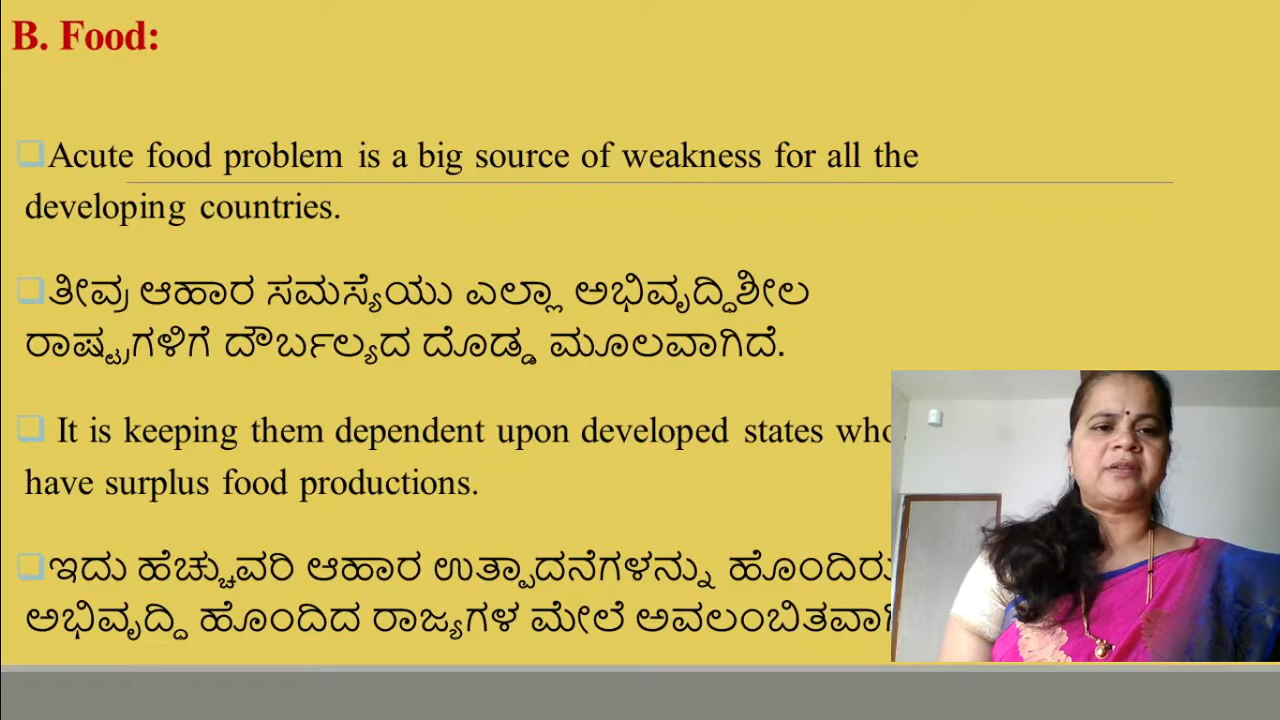 B. Food:
Acute food problem is a big source of weakness for all the
developing countries.
ತೀವ್ರ ಆಹಾರ ಸಮಸ್ಯೆಯು ಎಲ್ಲಾ ಅಭಿವೃದ್ಧಿಶೀಲ
ರಾಷ್ಟ್ರಗಳಿಗೆ ದೌರ್ಬಲ್ಯದ ದೊಡ್ಡ ಮೂಲವಾಗಿದೆ.
It is keeping them dependent upon developed states who
have surplus food productions.
ಇದು ಹೆಚ್ಚುವರಿ ಆಹಾರ ಉತ್ಪಾದನೆಗಳನ್ನು
ಅಭಿವೃದ್ಧಿ ಹೊಂದಿದ ರಾಜ್ಯಗಳ ಮೇಲೆ